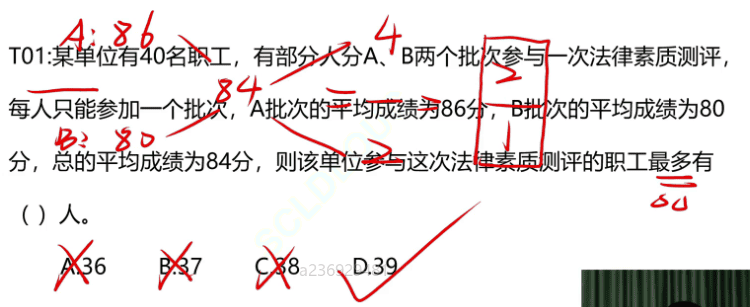 A: 86
4
T01:某单位有40名职工，有部分人分A、B两个批次参与一次法律素质测评，
84
2
每人只能参加一个批次，A批次的平均成绩为86分，B批次的平均成绩为80
B: 80
2
1
分，总的平均成绩为84分，则该单位参与这次法律素质测评的职工最多有
（ ）人。
A.36 B.37 C.38 D.39